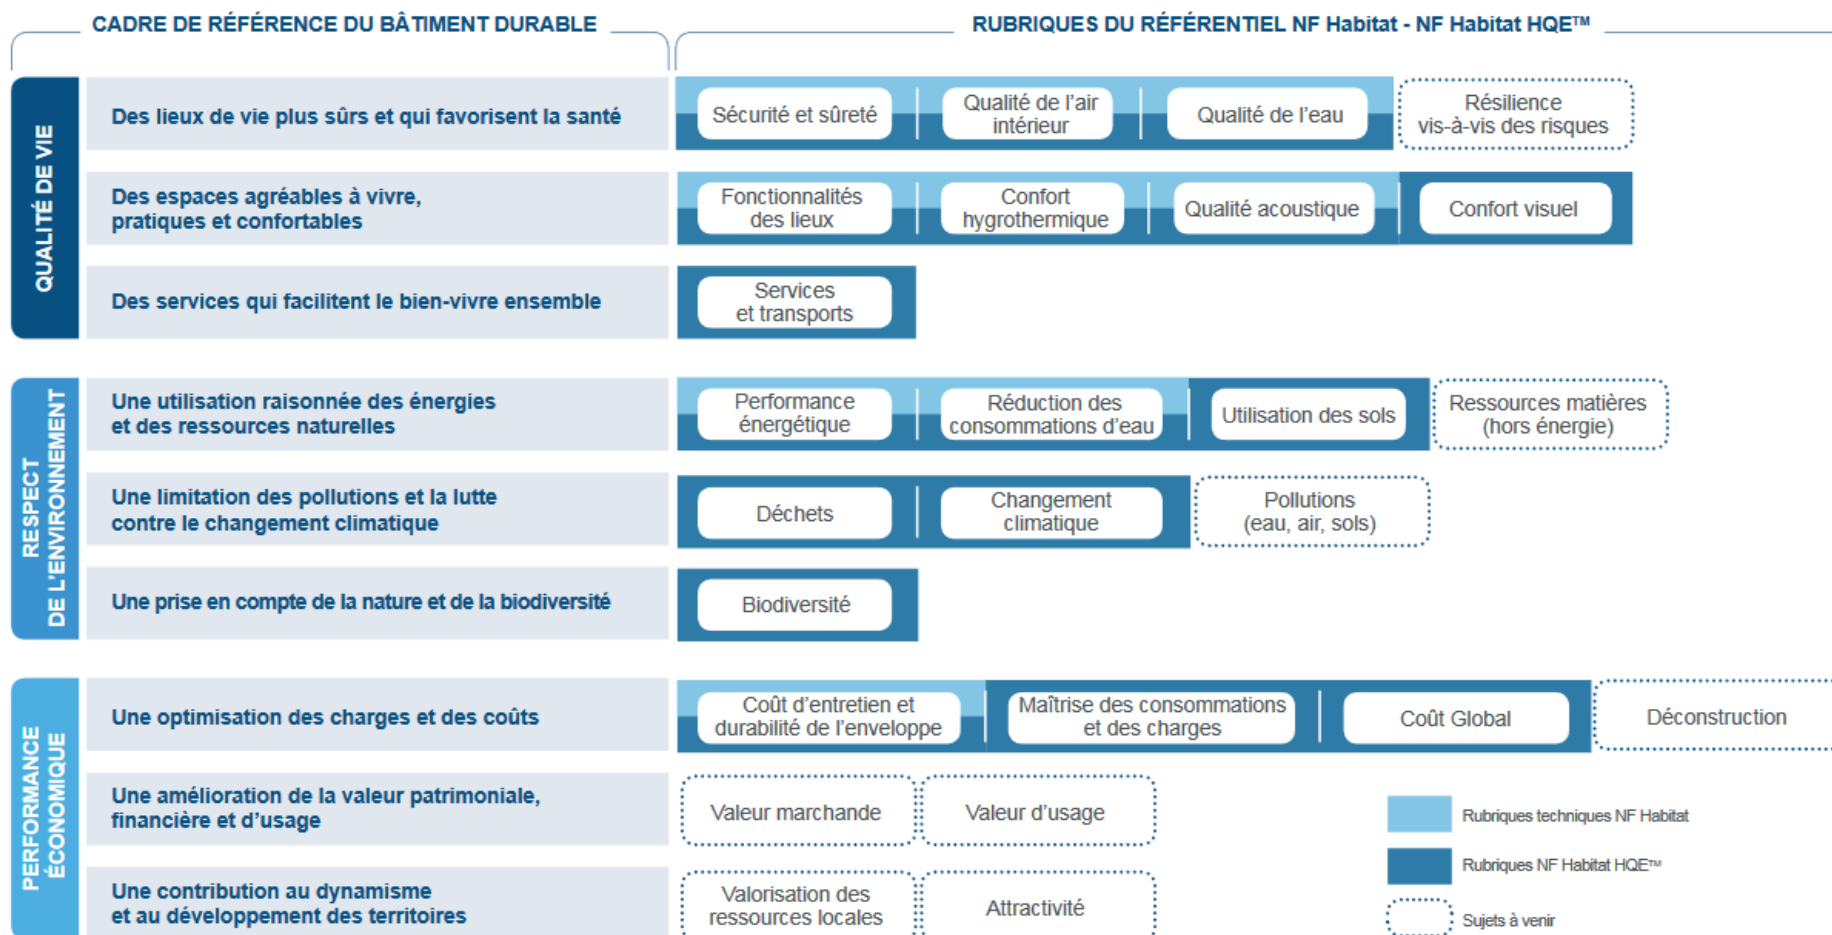 CADRE DE RÉFÉRENCE DU BÂTIMENT DURABLE
RUBRIQUES DU RÉFÉRENTIEL NF Habitat - NF Habitat HQE™
QUALITÉ DE VIE
Des lieux de vie plus sûrs et qui favorisent la santé
Sécurité et sûreté
Qualité de l'air
intérieur
Qualité de l'eau
Résilience
vis-à-vis des risques
Des espaces agréables à vivre,
pratiques et confortables
Fonctionnalités
des lieux
Confort
hygrothermique
Qualité acoustique
Confort visuel
Des services qui facilitent le bien-vivre ensemble
Services
et transports
RESPECT
DE L'ENVIRONNEMENT
Une utilisation raisonnée des énergies
et des ressources naturelles
Performance
énergétique
Réduction des
consommations d'eau
Utilisation des sols
Ressources matières
(hors énergie)
Une limitation des pollutions et la lutte
contre le changement climatique
Déchets
Changement
climatique
Pollutions
(eau, air, sols)
Une prise en compte de la nature et de la biodiversité
Biodiversité
PERFORMANCE
ÉCONOMIQUE
Une optimisation des charges et des coûts
Coût d'entretien et
durabilité de l'enveloppe
Maîtrise des consommations
et des charges
Coût Global
Déconstruction
Une amélioration de la valeur patrimoniale,
financière et d'usage
Valeur marchande
Valeur d'usage
Une contribution au dynamisme
et au développement des territoires
Valorisation des
ressources locales
Attractivité
Rubriques techniques NF Habitat
Rubriques NF Habitat HQE™
Sujets à venir